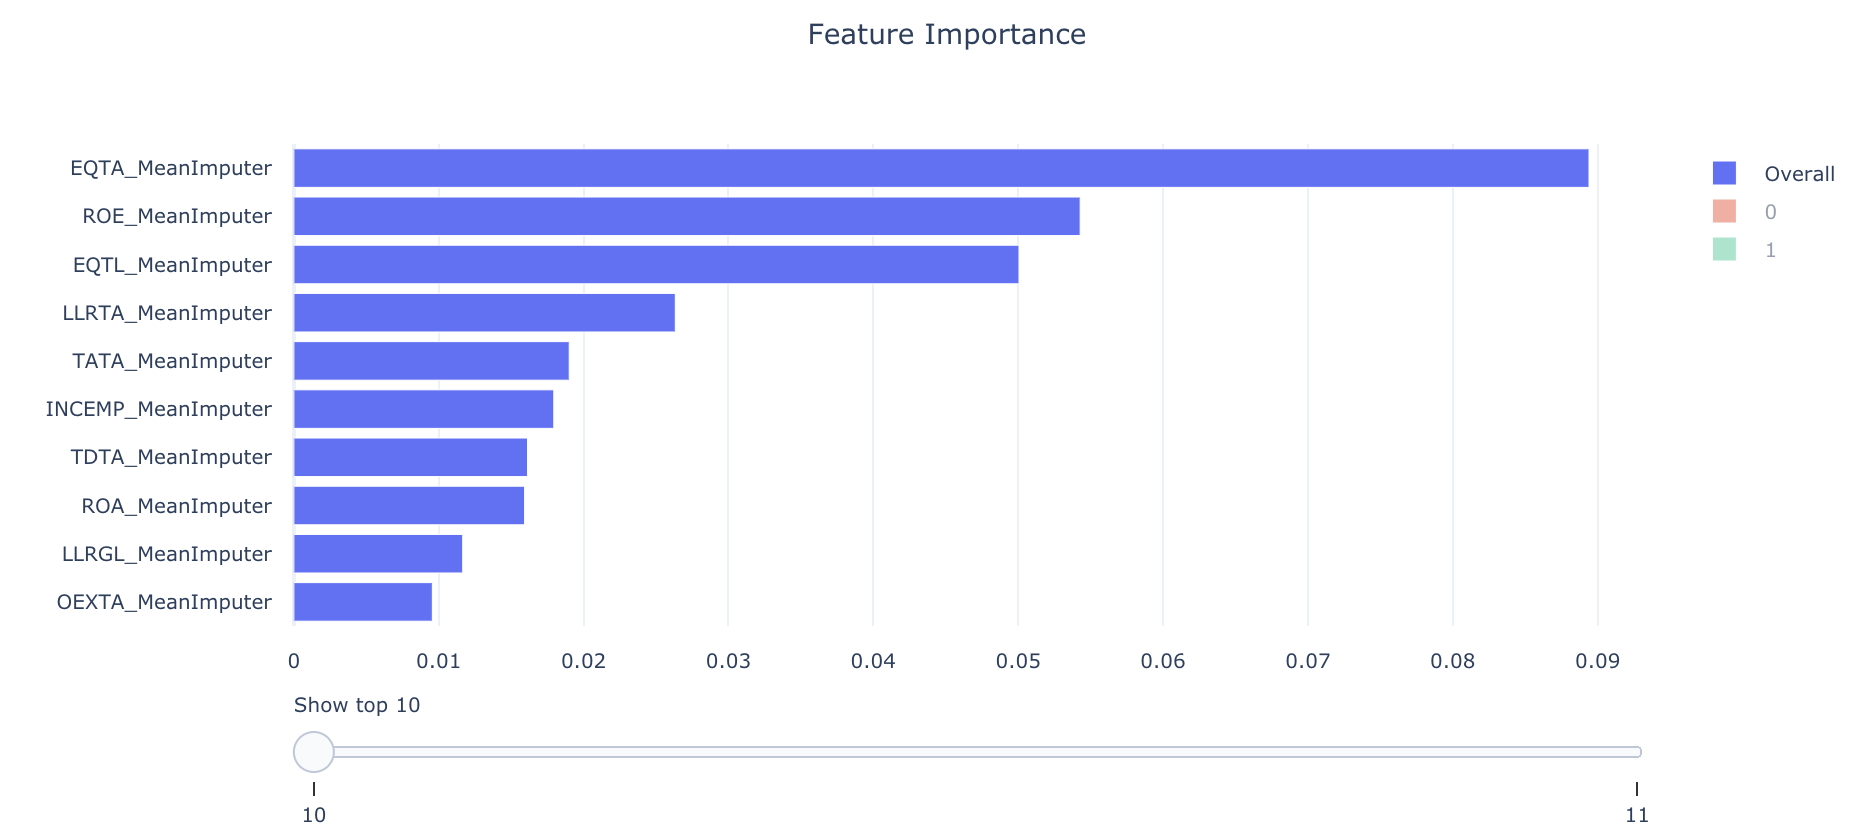 Feature Importance
EQTA_MeanImputer
ROE_MeanImputer
EQTL_MeanImputer
LLRTA_MeanImputer
TATA_MeanImputer
INCEMP_MeanImputer
TDTA_MeanImputer
ROA_MeanImputer
LLRGL_MeanImputer
OEXTA_MeanImputer
0 0.01 0.02 0.03 0.04 0.05 0.06 0.07 0.08 0.09
Overall
0
1
Show top 10
10 11